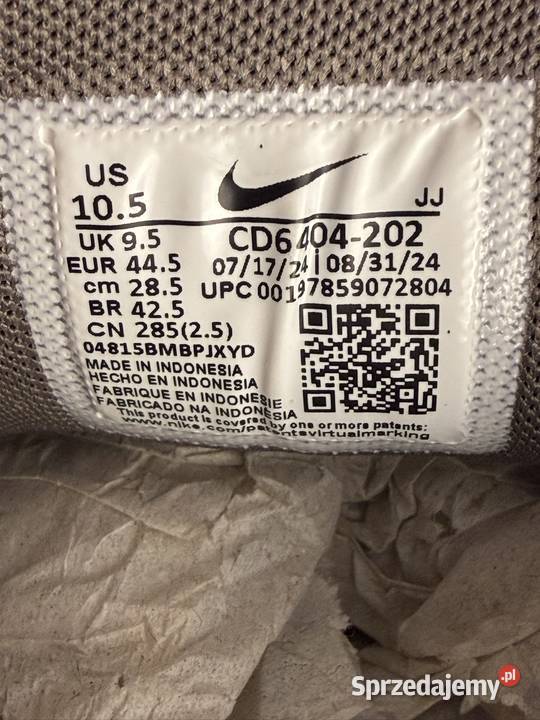 US
10.5
JJ
UK 9.5
CD6404-202
EUR 44.5
07/17/24 | 08/31/24
cm 28.5
UPC 00197859072804
BR 42.5
CN 285(2.5)
04815BMBPJXYD
MADE IN INDONESIA
HECHO EN INDONESIA
FABRIQUE EN INDONESIE
FABRICADO NA INDONESIA
This product is covered by one or more patents:
www.nike.com/patentsvirtualmarking
Sprzedajemy.pl